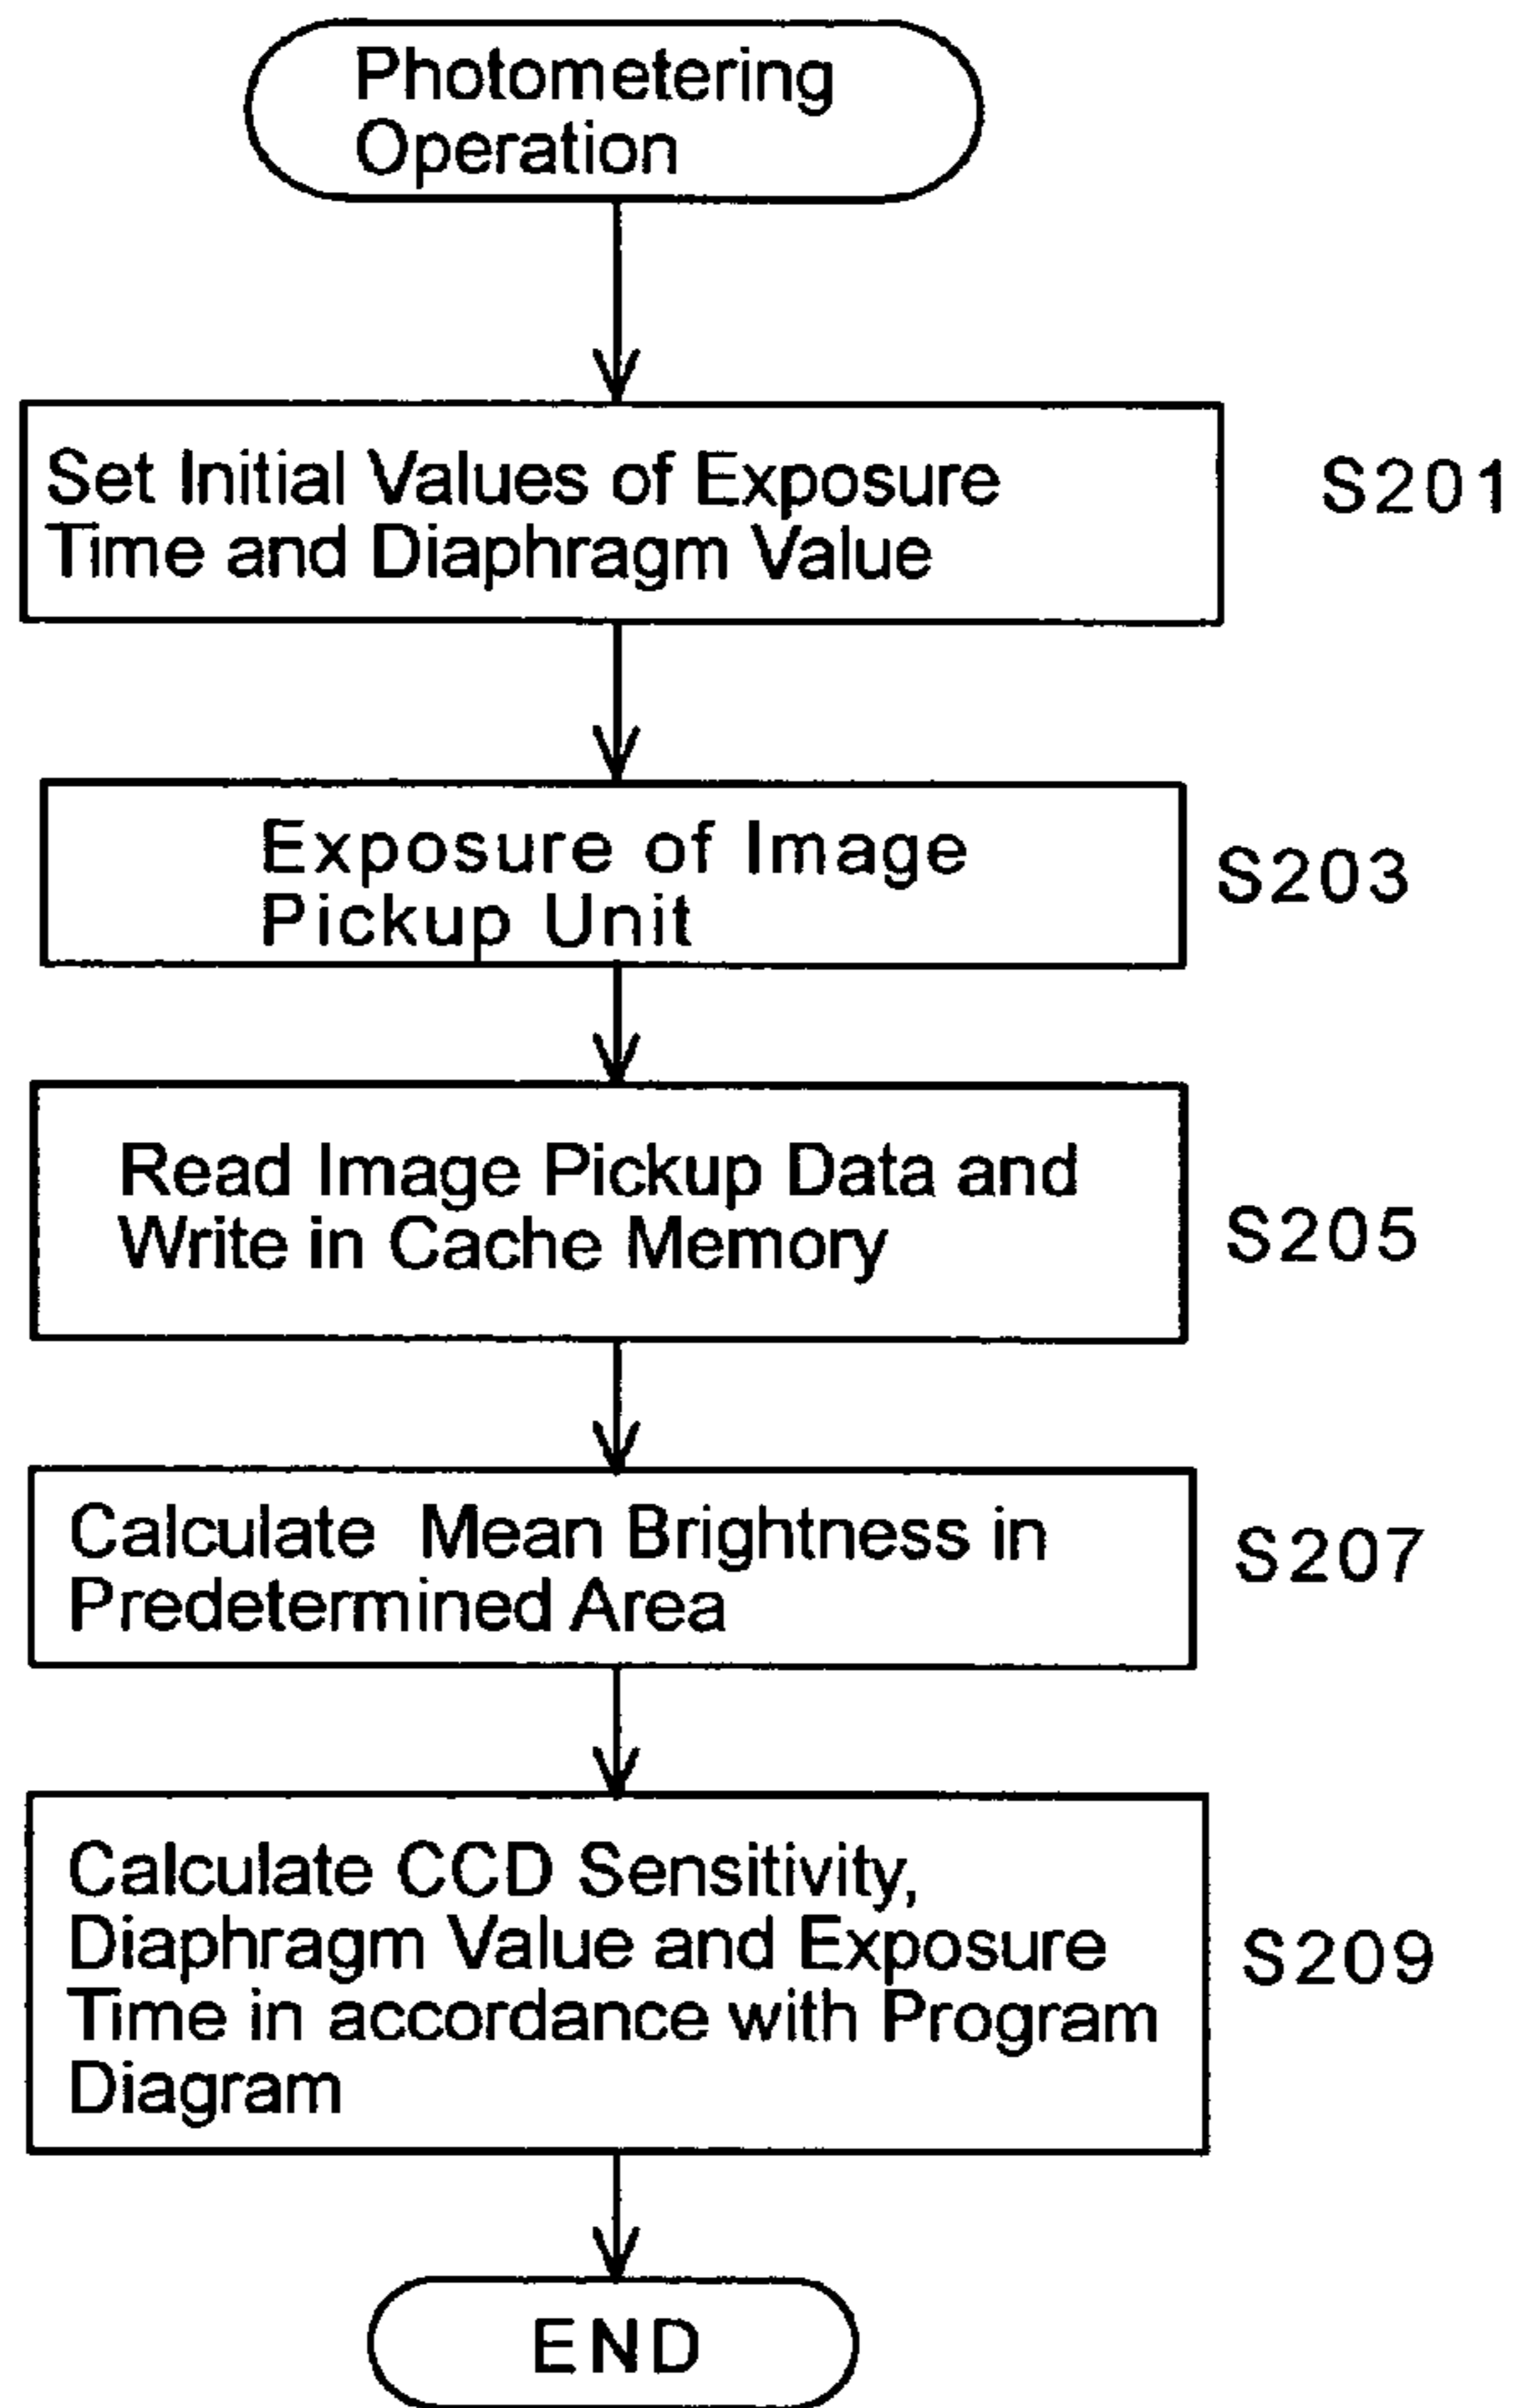 Photometering
Operation
Set Initial Values of Exposure
Time and Diaphragm Value
S201
Exposure of Image
Pickup Unit
S203
Read Image Pickup Data and
Write in Cache Memory
S205
Calculate Mean Brightness in
Predetermined Area
S207
Calculate CCD Sensitivity,
Diaphragm Value and Exposure
Time in accordance with Program
Diagram
S209
END